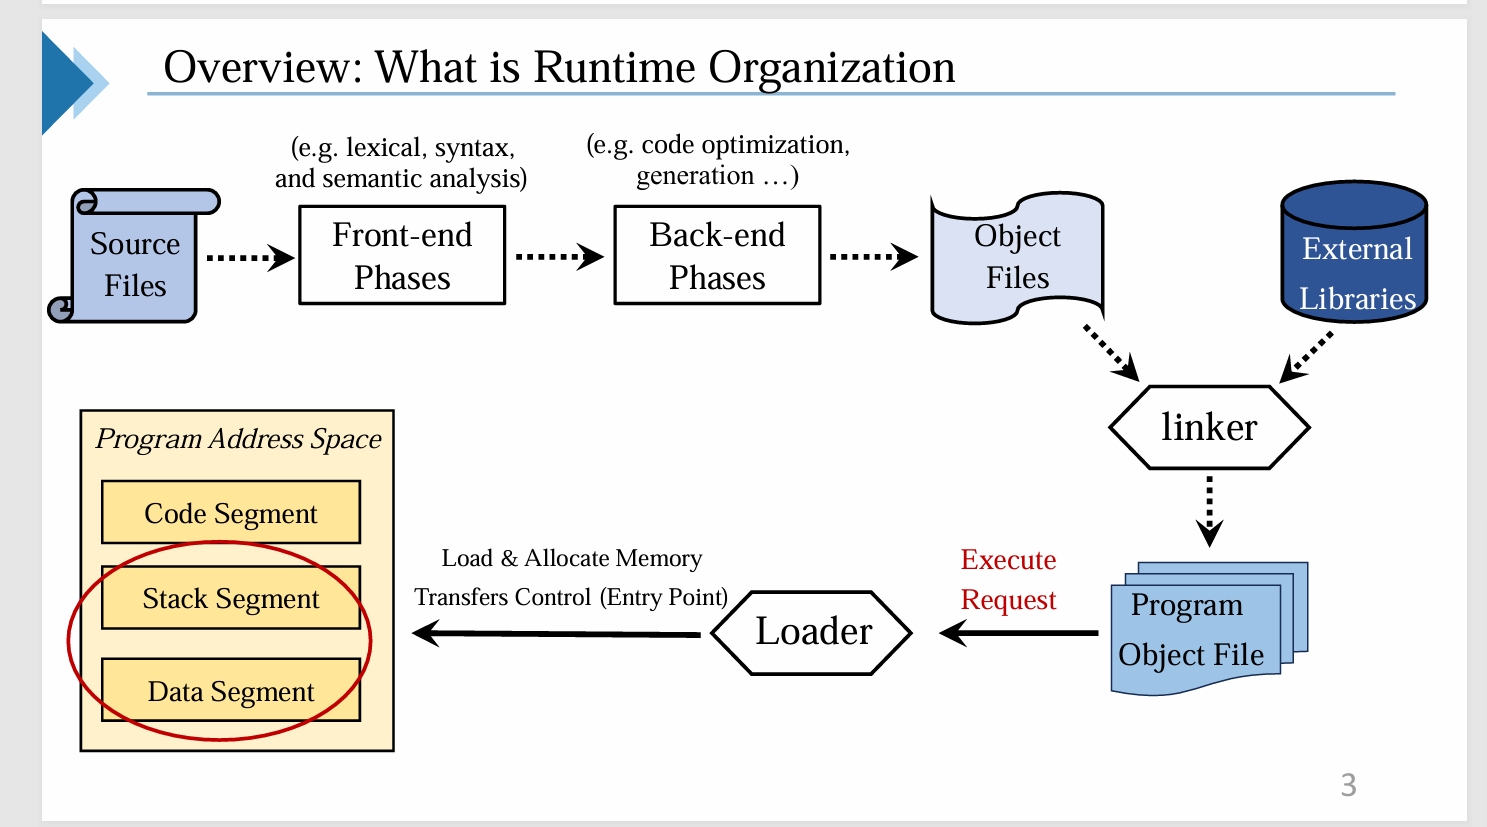 Overview: What is Runtime Organization
(e.g. lexical, syntax,
and semantic analysis)
(e.g. code optimization,
generation …)
Source
Files
Front-end
Phases
Back-end
Phases
Object
Files
External
Libraries
linker
Program Address Space
Code Segment
Stack Segment
Data Segment
Load & Allocate Memory
Transfers Control (Entry Point)
Loader
Execute
Request
Program
Object File
3